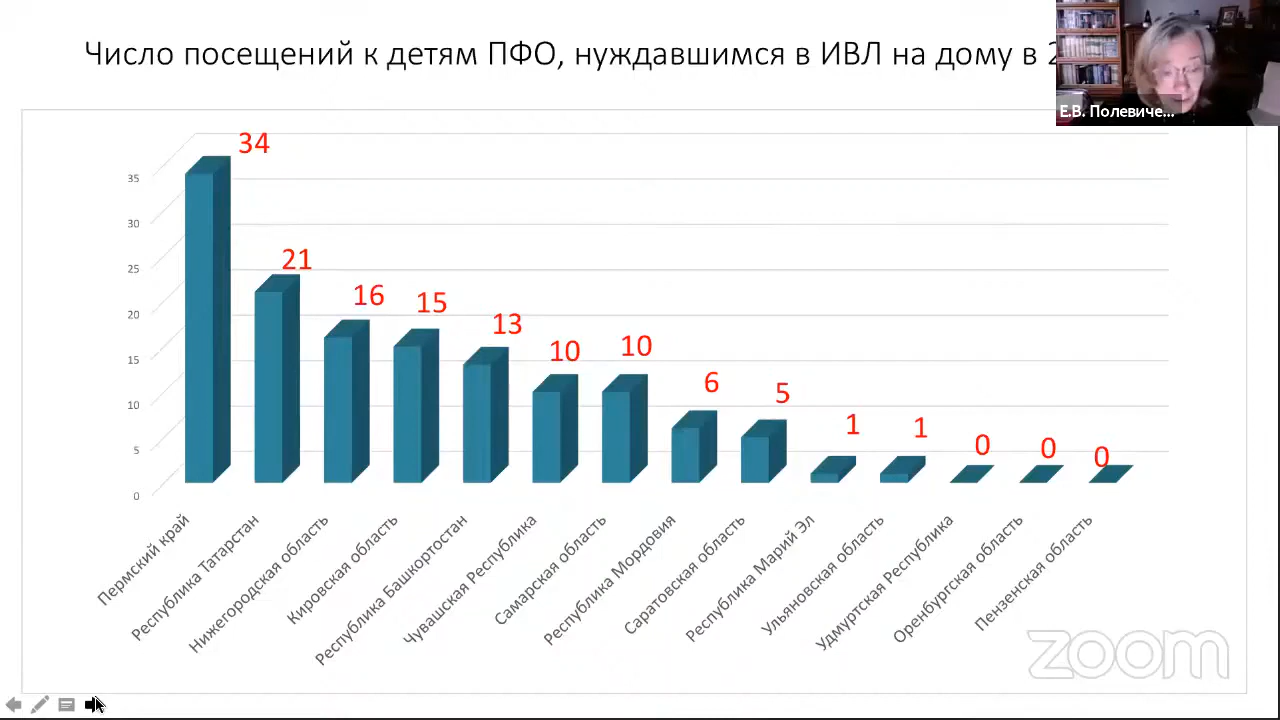 Число посещений к детям ПФО, нуждавшимся в ИВЛ на дому в 2
Е.В. Полевиче...
34
35
30
21
25
16
15
20
13
10
10
15
6
5
10
1
1
0
0
0
5
0
Пермский край
Республика Татарстан
Нижегородская область
Кировская область
Республика Башкортостан
Чувашская Республика
Самарская область
Республика Мордовия
Саратовская область
Республика Марий Эл
Ульяновская область
Удмуртская Республика
Оренбургская область
Пензенская область
zoom